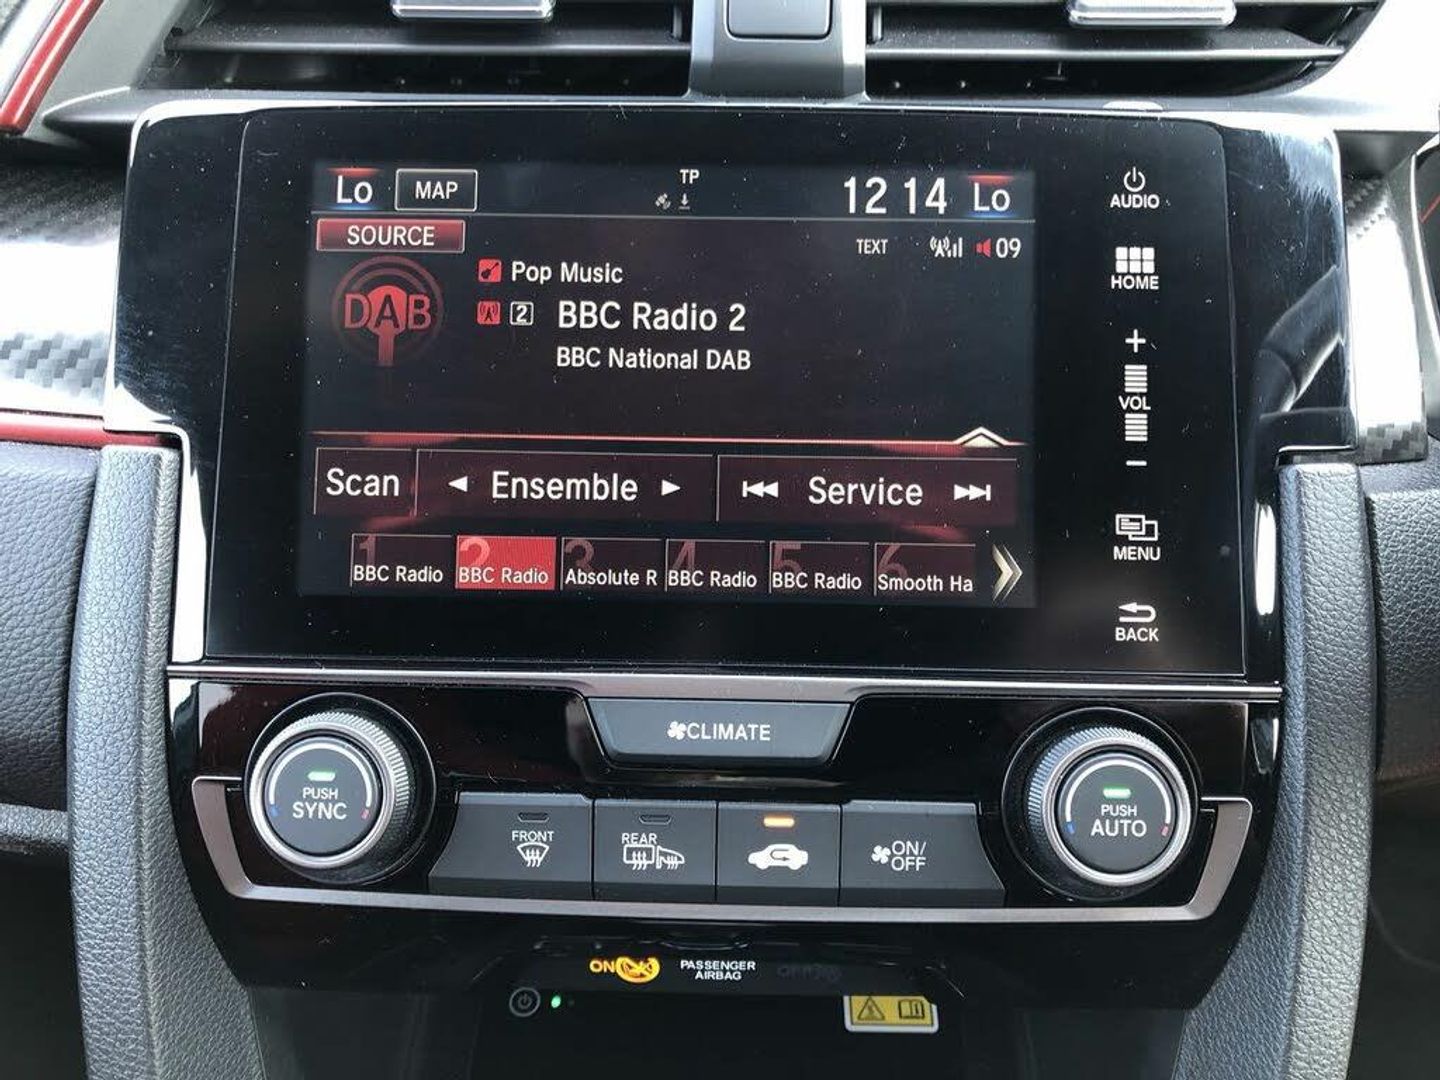 Lo MAP TP 12 14 Lo
SOURCE TEXT 09
DAB
Pop Music
2 BBC Radio 2
BBC National DAB
Scan Ensemble Service
1 2 3 4 5 6
BBC Radio BBC Radio Absolute R BBC Radio BBC Radio Smooth Ha
AUDIO
HOME
+
VOL
−
MENU
BACK
CLIMATE
PUSH
SYNC
FRONT
REAR
ON/
OFF
PUSH
AUTO
ON PASSENGER
AIRBAG OFF